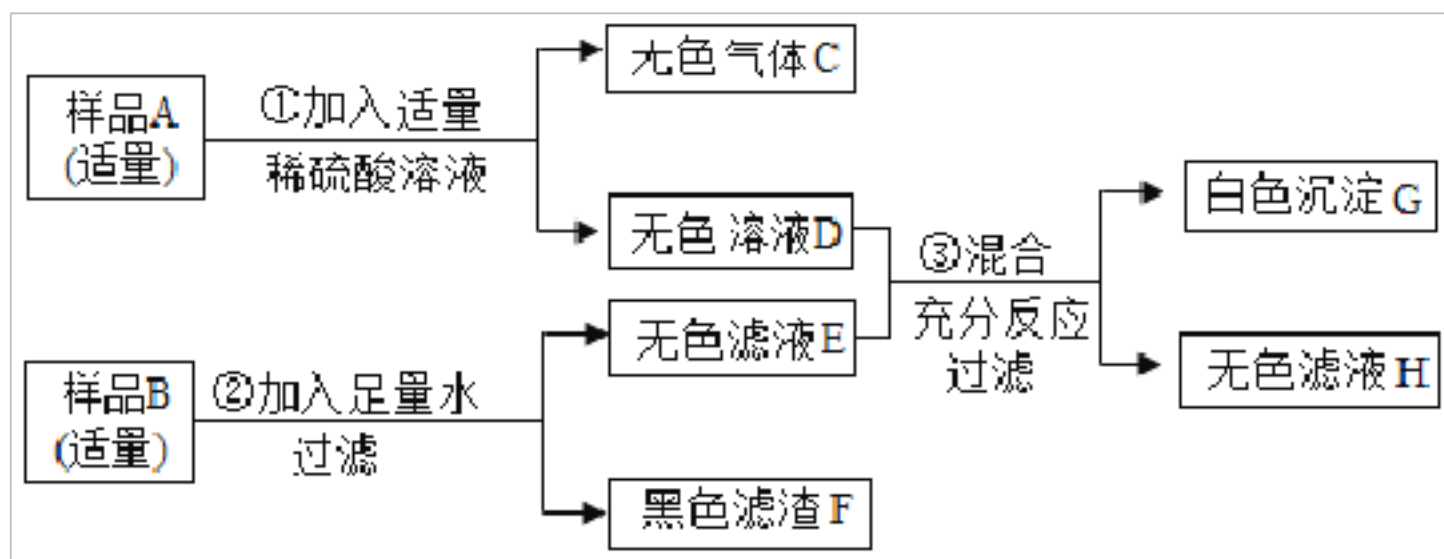 无色气体C
样品A
(适量)
①加入适量
稀硫酸溶液
无色溶液D
白色沉淀G
③混合
充分反应
过滤
无色滤液E
无色滤液H
样品B
(适量)
②加入足量水
过滤
黑色滤渣F